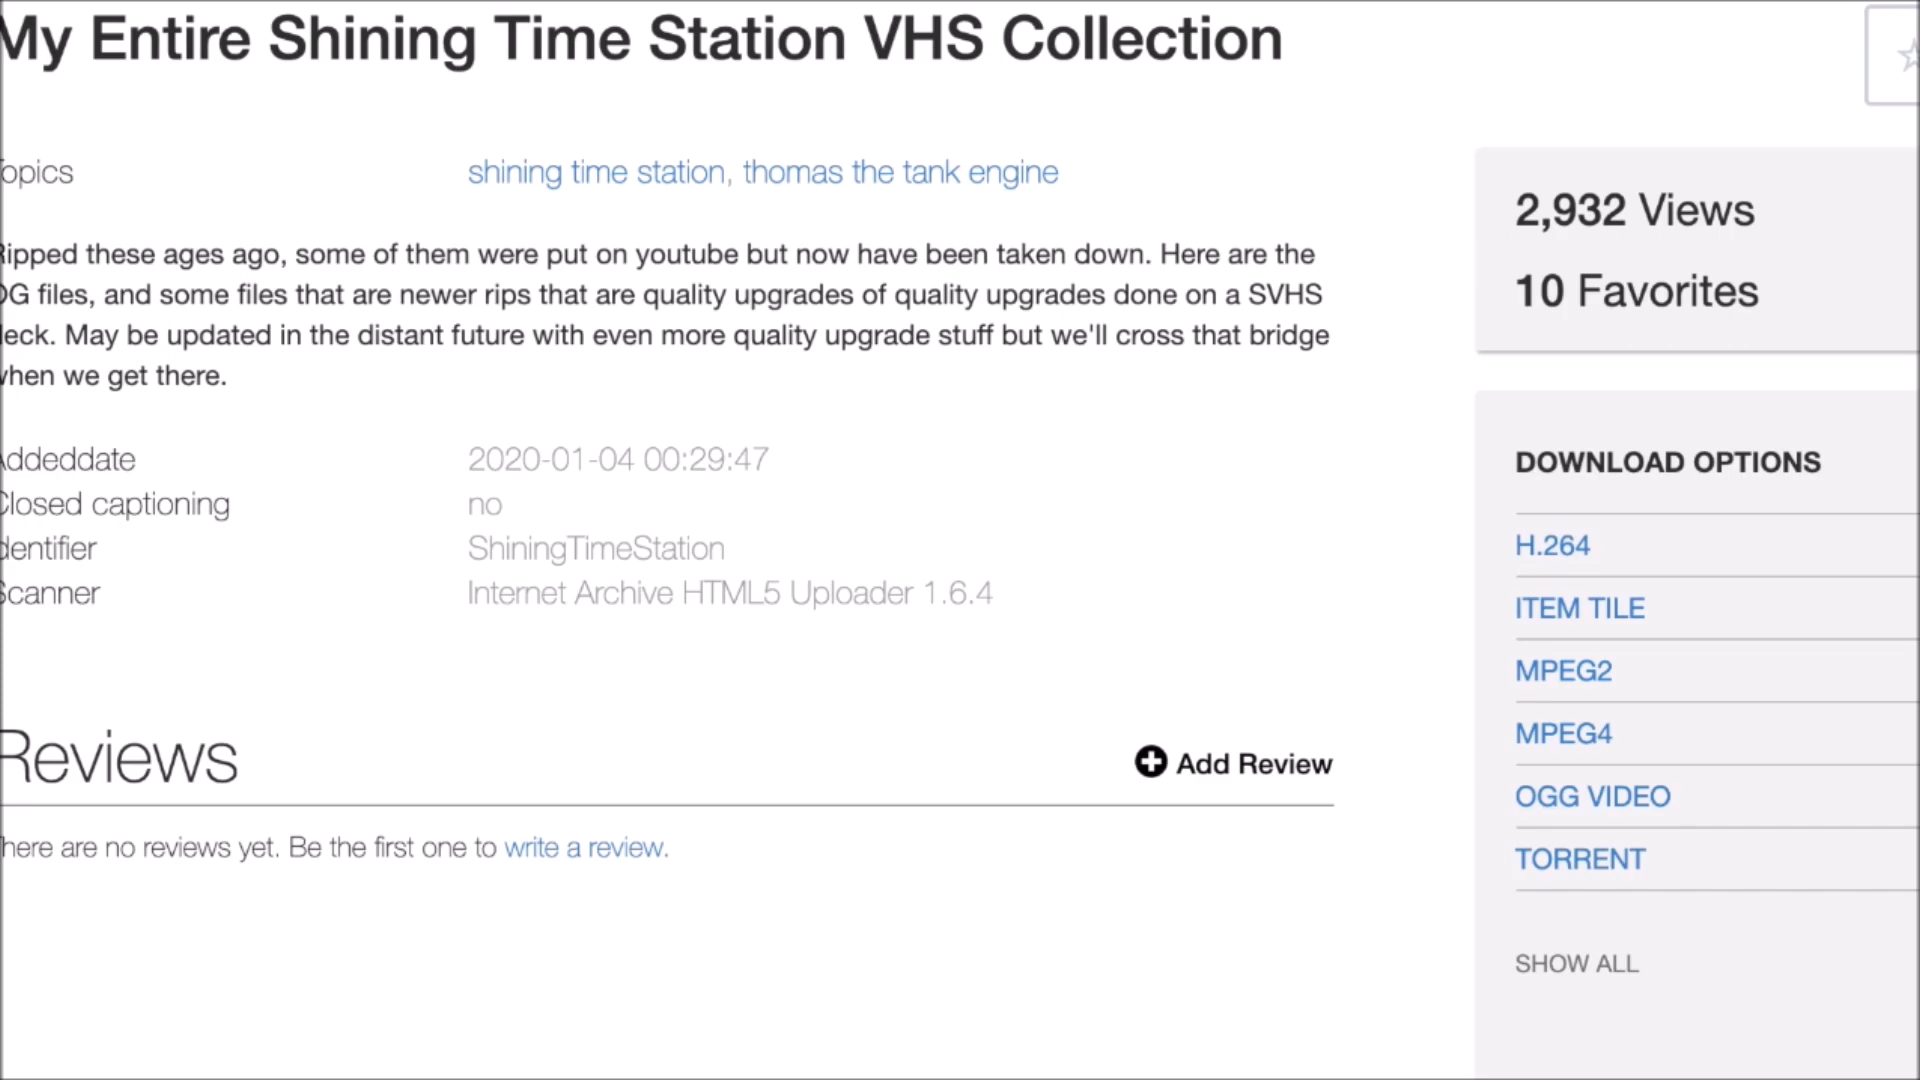 My Entire Shining Time Station VHS Collection
opics
shining time station, thomas the tank engine
ipped these ages ago, some of them were put on youtube but now have been taken down. Here are the
OG files, and some files that are newer rips that are quality upgrades of quality upgrades done on a SVHS
deck. May be updated in the distant future with even more quality upgrade stuff but we'll cross that bridge
when we get there.
Addeddate
2020-01-04 00:29:47
Closed captioning
no
dentifier
ShiningTimeStation
Scanner
Internet Archive HTML5 Uploader 1.6.4
Reviews
Add Review
here are no reviews yet. Be the first one to write a review.
2,932 Views
10 Favorites
DOWNLOAD OPTIONS
H.264
ITEM TILE
MPEG2
MPEG4
OGG VIDEO
TORRENT
SHOW ALL